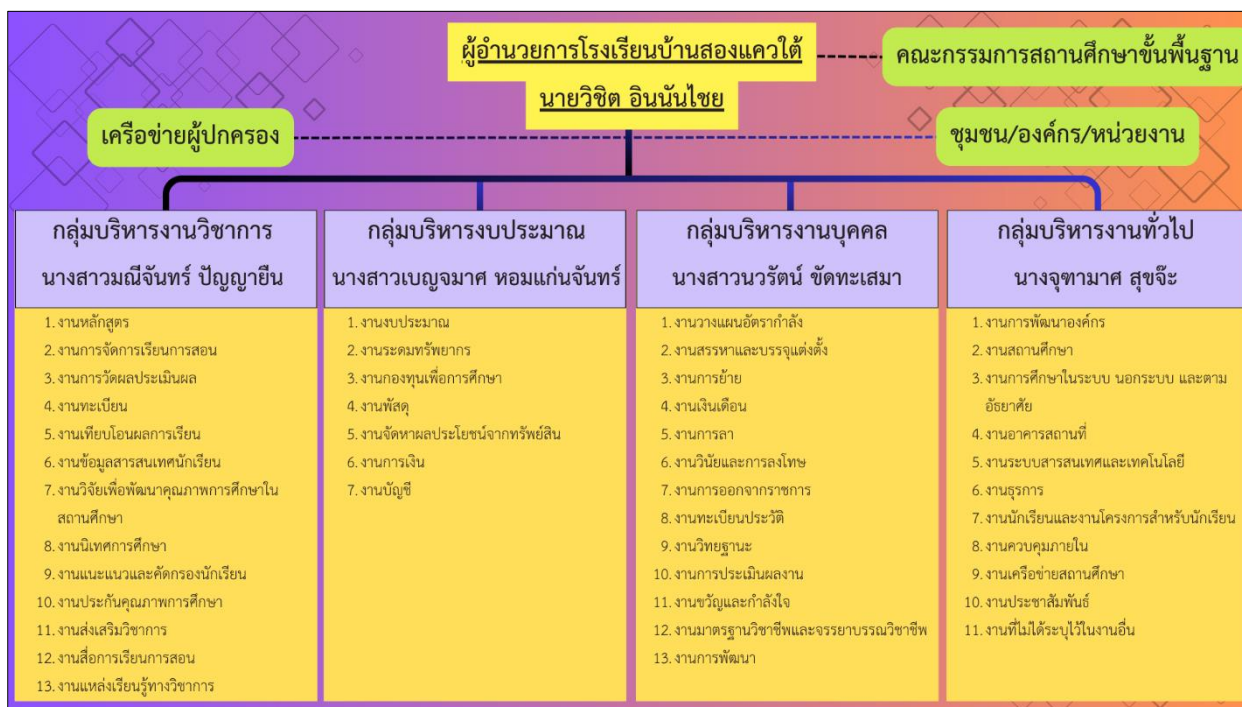 ผู้อำนวยการโรงเรียนบ้านสองแควใต้
นายวิชิต อินนันไชย
คณะกรรมการสถานศึกษาขั้นพื้นฐาน
เครือข่ายผู้ปกครอง
ชุมชน/องค์กร/หน่วยงาน
กลุ่มบริหารงานวิชาการ
นางสาวมณีจันทร์ ปัญญายืน
1. งานหลักสูตร
2. งานการจัดการเรียนการสอน
3. งานการวัดผลประเมินผล
4. งานทะเบียน
5. งานเทียบโอนผลการเรียน
6. งานข้อมูลสารสนเทศนักเรียน
7. งานวิจัยเพื่อพัฒนาคุณภาพการศึกษาใน
สถานศึกษา
8. งานนิเทศการศึกษา
9. งานแนะแนวและคัดกรองนักเรียน
10. งานประกันคุณภาพการศึกษา
11. งานส่งเสริมวิชาการ
12. งานสื่อการเรียนการสอน
13. งานแหล่งเรียนรู้ทางวิชาการ
กลุ่มบริหารงบประมาณ
นางสาวเบญจมาศ หอมแก่นจันทร์
1. งานงบประมาณ
2. งานระดมทรัพยากร
3. งานกองทุนเพื่อการศึกษา
4. งานพัสดุ
5. งานจัดหาผลประโยชน์จากทรัพย์สิน
6. งานการเงิน
7. งานบัญชี
กลุ่มบริหารงานบุคคล
นางสาวนวรัตน์ ขัดทะเสมา
1. งานวางแผนอัตรากำลัง
2. งานสรรหาและบรรจุแต่งตั้ง
3. งานการย้าย
4. งานเงินเดือน
5. งานการลา
6. งานวินัยและการลงโทษ
7. งานการออกจากราชการ
8. งานทะเบียนประวัติ
9. งานวิทยฐานะ
10. งานการประเมินผลงาน
11. งานขวัญและกำลังใจ
12. งานมาตรฐานวิชาชีพและจรรยาบรรณวิชาชีพ
13. งานการพัฒนา
กลุ่มบริหารงานทั่วไป
นางจุฑามาศ สุขจ๊ะ
1. งานการพัฒนาองค์กร
2. งานสถานศึกษา
3. งานการศึกษาในระบบ นอกระบบ และตาม
อัธยาศัย
4. งานอาคารสถานที่
5. งานระบบสารสนเทศและเทคโนโลยี
6. งานธุรการ
7. งานนักเรียนและงานโครงการสำหรับนักเรียน
8. งานควบคุมภายใน
9. งานเครือข่ายสถานศึกษา
10. งานประชาสัมพันธ์
11. งานที่ไม่ได้ระบุไว้ในงานอื่น